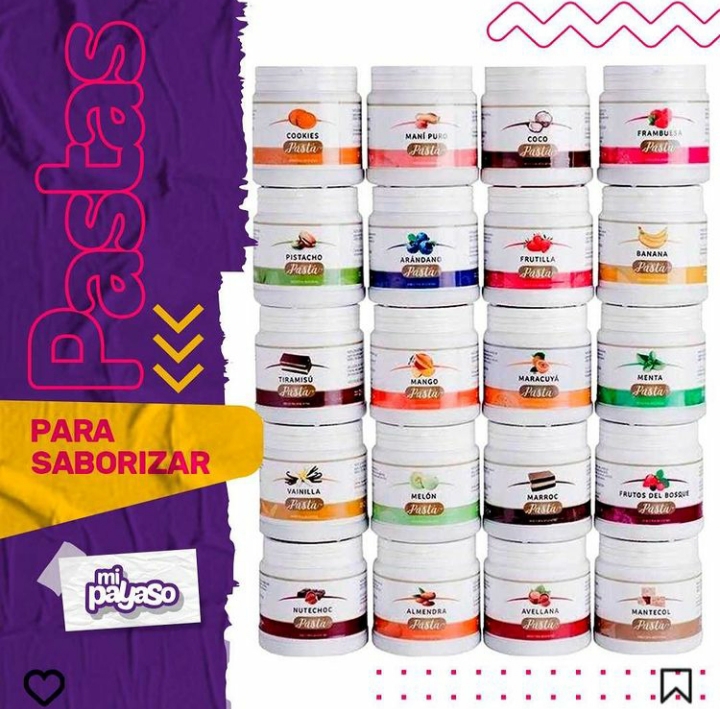 Pastas
PARA
SABORIZAR
mi
payaso
COOKIES
Pasta
MANÍ PURO
Pasta
COCO
Pasta
FRAMBUESA
Pasta
PISTACHO
Pasta
ARÁNDANO
Pasta
FRUTILLA
Pasta
BANANA
Pasta
TIRAMISÚ
Pasta
MANGO
Pasta
MARACUYÁ
Pasta
MENTA
Pasta
VAINILLA
Pasta
MELÓN
Pasta
MARROC
Pasta
FRUTOS DEL BOSQUE
Pasta
NUTECHOC
Pasta
ALMENDRA
Pasta
AVELLANA
Pasta
MANTECOL
Pasta